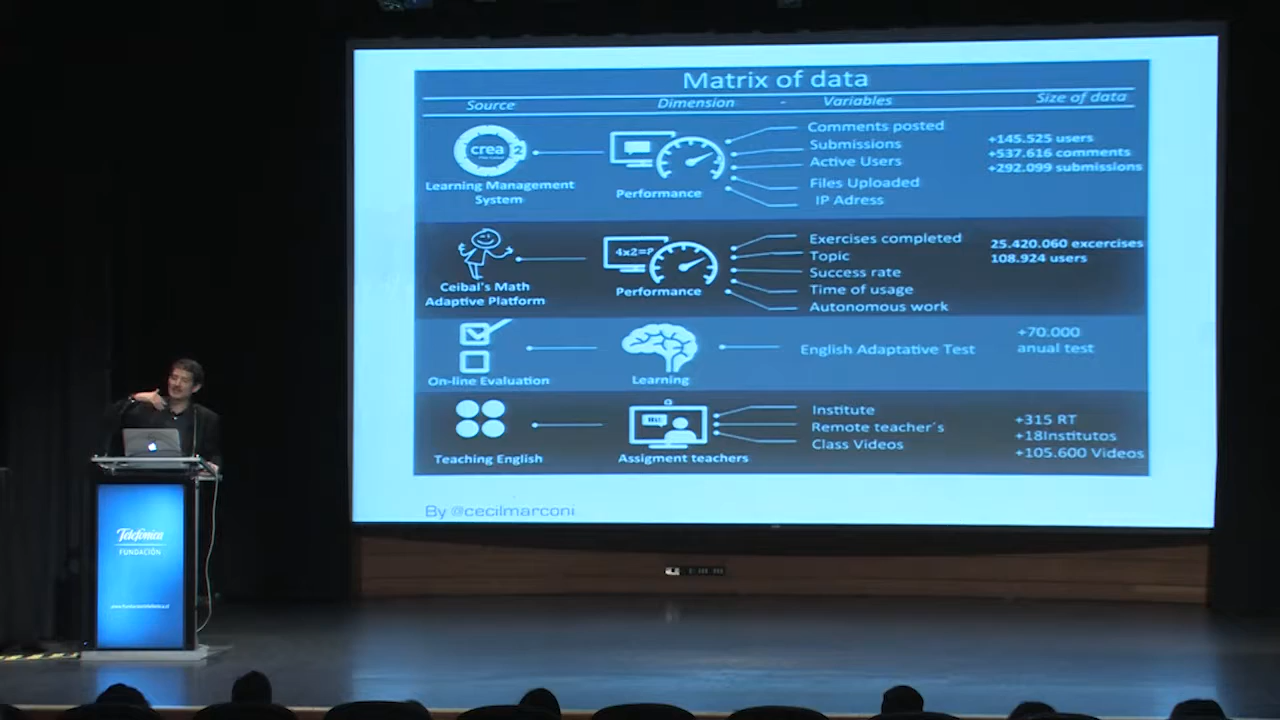 Matrix of data
Source Dimension - Variables Size of data
crea 2
Learning Management
System
Performance
Comments posted
Submissions
Active Users
Files Uploaded
IP Adress
+145.525 users
+537.616 comments
+292.099 submissions
Ceibal's Math
Adaptive Platform
4x2=?
Performance
Exercises completed
Topic
Success rate
Time of usage
Autonomous work
25.420.060 excercises
108.924 users
On-line Evaluation
Learning
English Adaptative Test
+70.000
anual test
Teaching English
Assigment teachers
Institute
Remote teacher´s
Class Videos
+315 RT
+18Institutos
+105.600 Videos
By @cecilmarconi
Telefónica
FUNDACIÓN